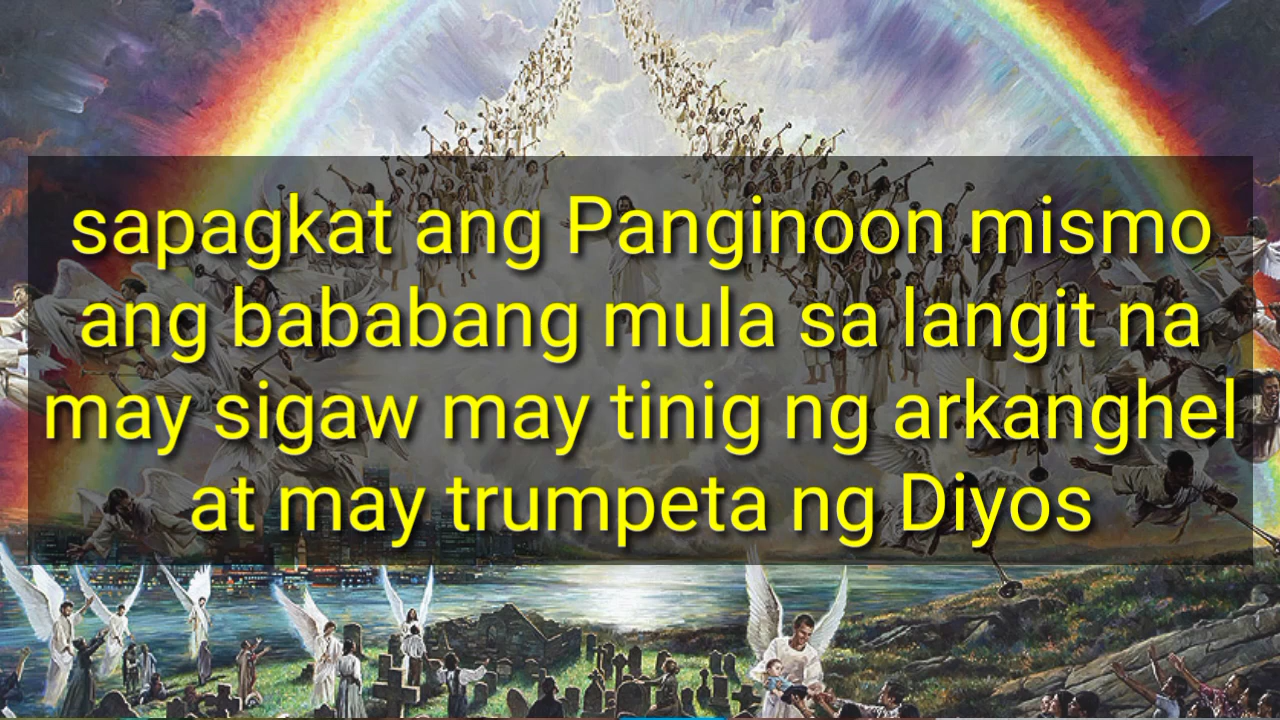 sapagkat ang Panginoon mismo
ang bababang mula sa langit na
may sigaw may tinig ng arkanghel
at may trumpeta ng Diyos